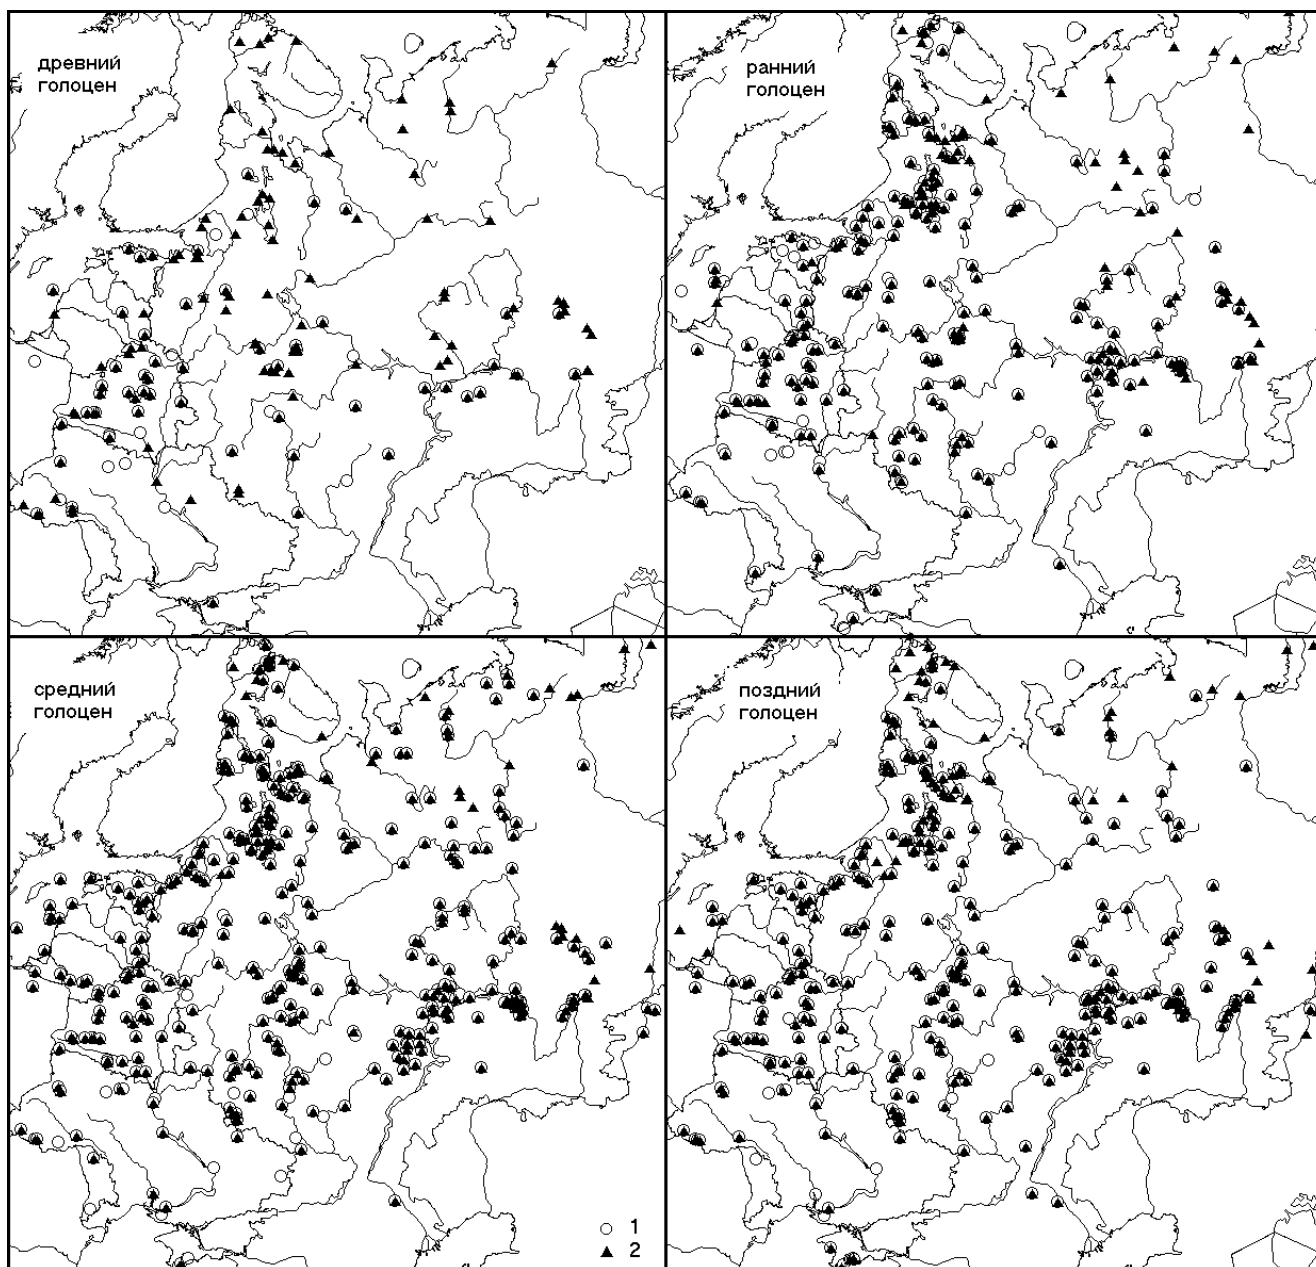 древний
голоцен
ранний
голоцен
средний
голоцен
1
2
поздний
голоцен